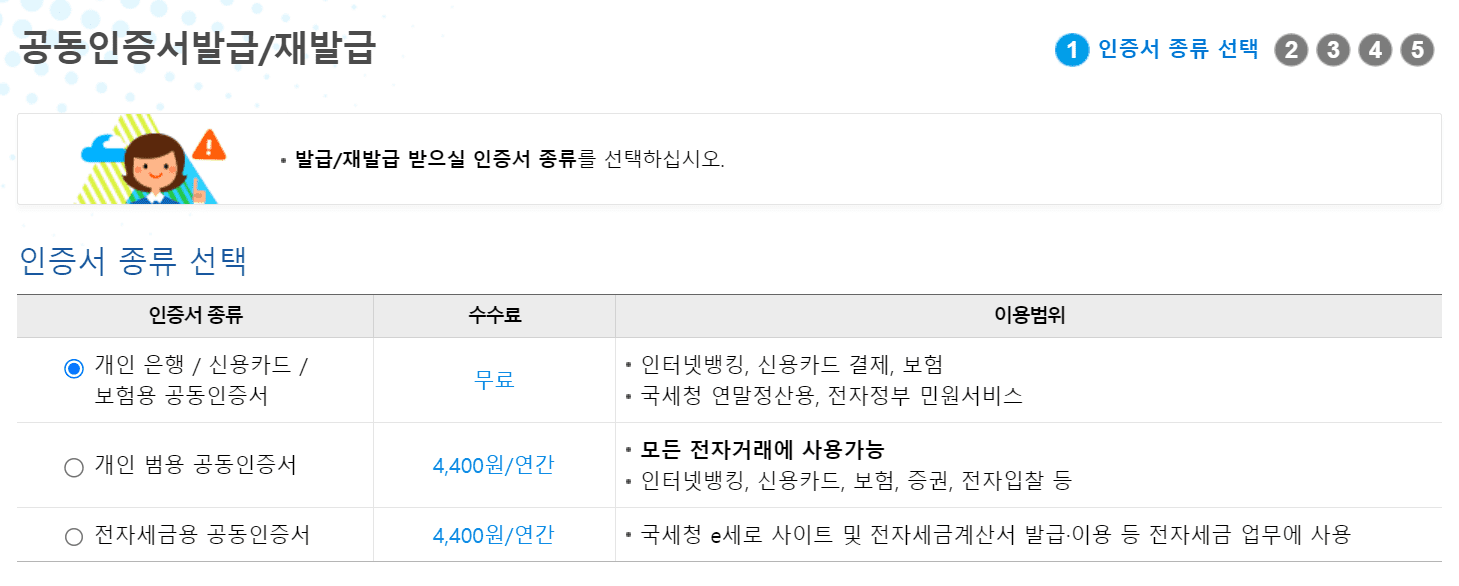 공동인증서발급/재발급
1 인증서 종류 선택 2 3 4 5
• 발급/재발급 받으실 인증서 종류를 선택하십시오.
인증서 종류 선택
인증서 종류 수수료 이용범위
개인 은행 / 신용카드 /
보험용 공동인증서
무료
• 인터넷뱅킹, 신용카드 결제, 보험
• 국세청 연말정산용, 전자정부 민원서비스
개인 범용 공동인증서
4,400원/연간
• 모든 전자거래에 사용가능
• 인터넷뱅킹, 신용카드, 보험, 증권, 전자입찰 등
전자세금용 공동인증서
4,400원/연간
• 국세청 e세로 사이트 및 전자세금계산서 발급·이용 등 전자세금 업무에 사용